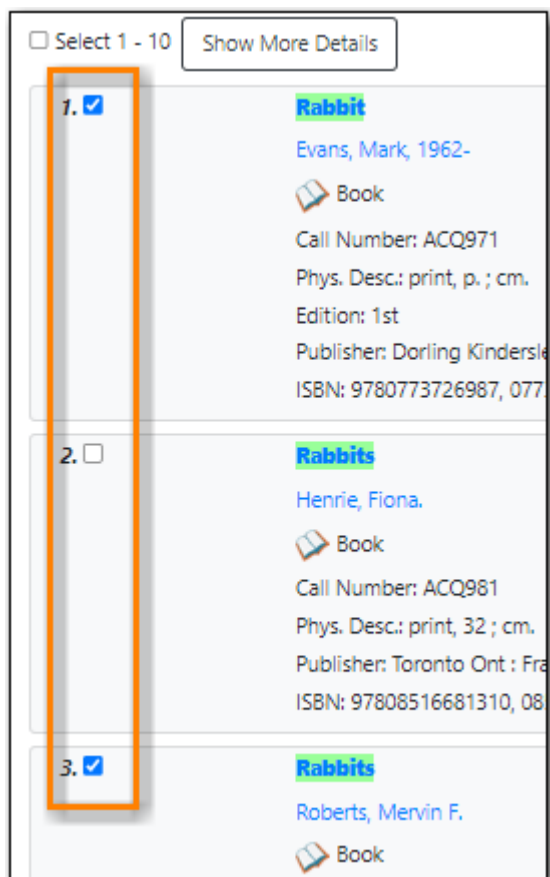 Select 1 - 10 Show More Details
1. Rabbit
Evans, Mark, 1962-
Book
Call Number: ACQ971
Phys. Desc.: print, p. ; cm.
Edition: 1st
Publisher: Dorling Kindersle
ISBN: 9780773726987, 077
2. Rabbits
Henrie, Fiona.
Book
Call Number: ACQ981
Phys. Desc.: print, 32 ; cm.
Publisher: Toronto Ont : Fra
ISBN: 97808516681310, 08
3. Rabbits
Roberts, Mervin F.
Book